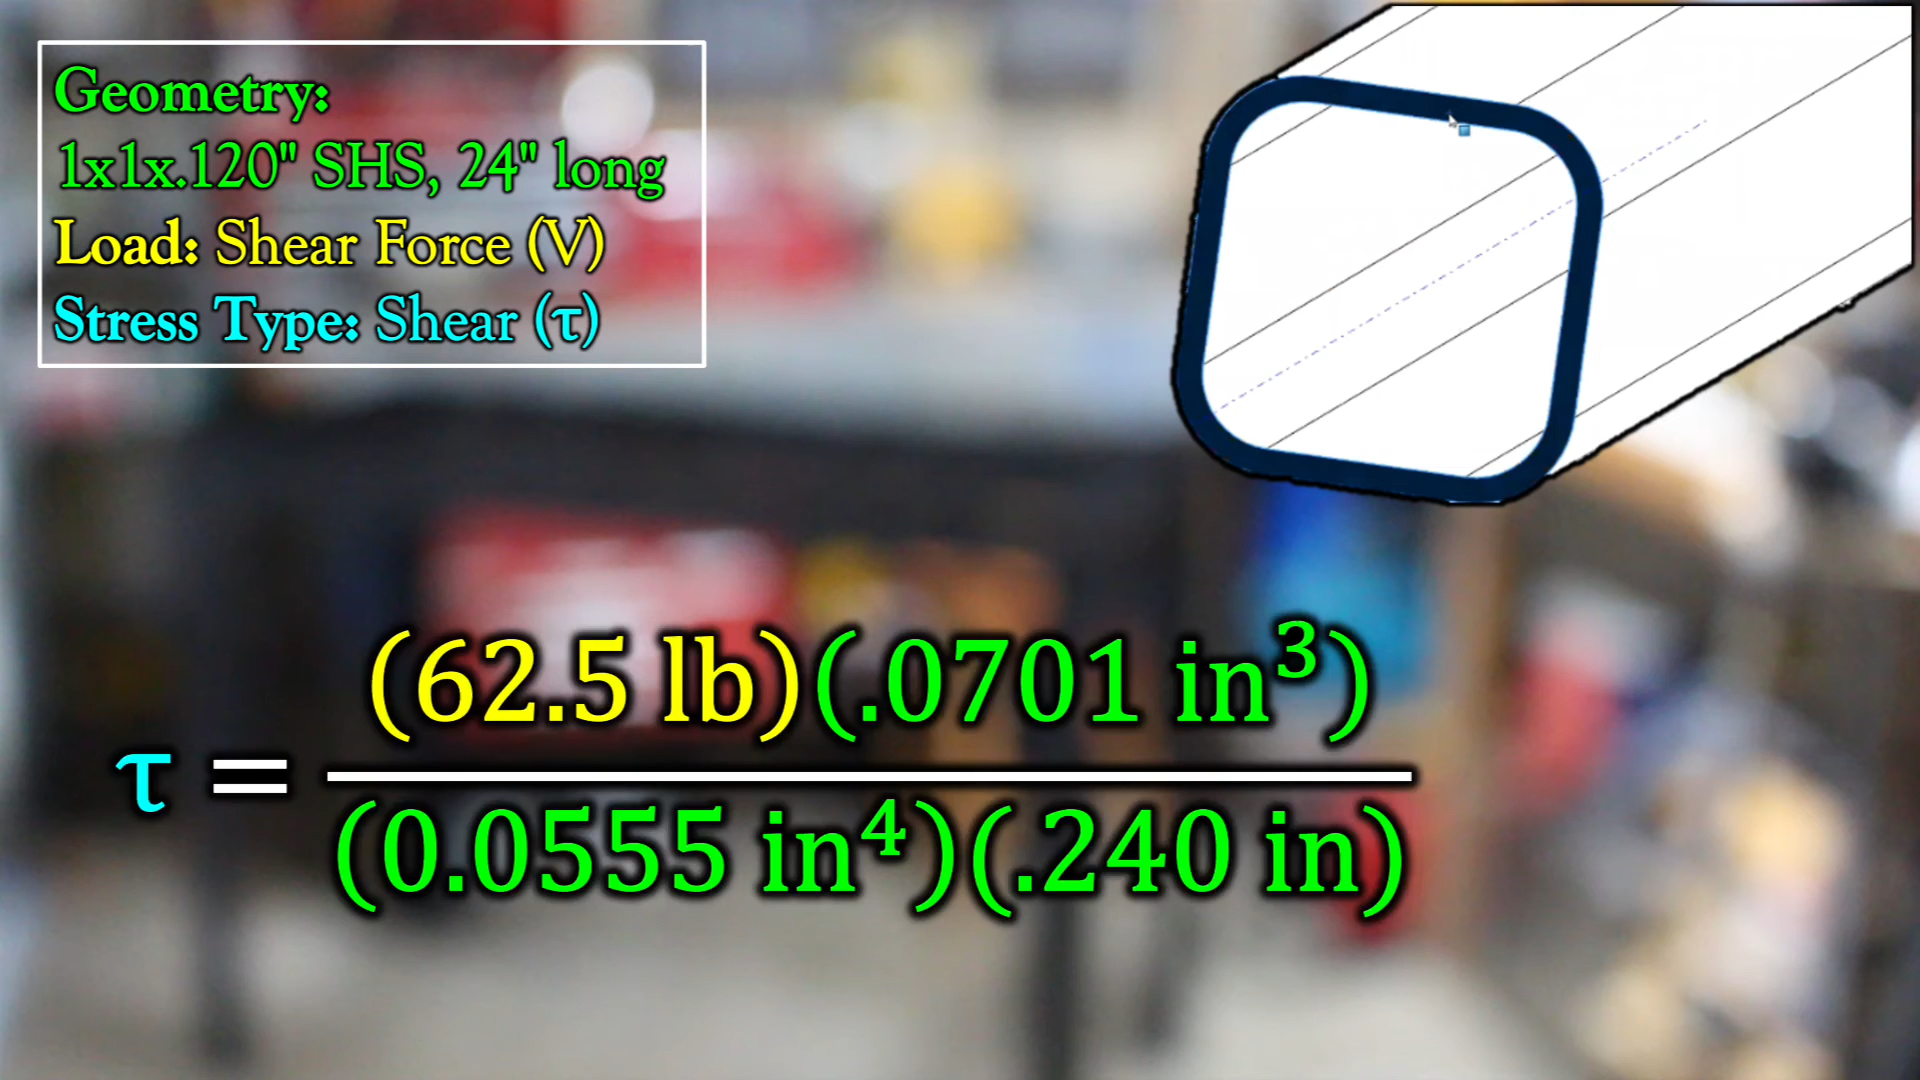 Geometry:
1x1x.120" SHS, 24" long
Load: Shear Force (V)
Stress Type: Shear (τ)
τ = (62.5 lb)(.0701 in³)
(0.0555 in⁴)(.240 in)